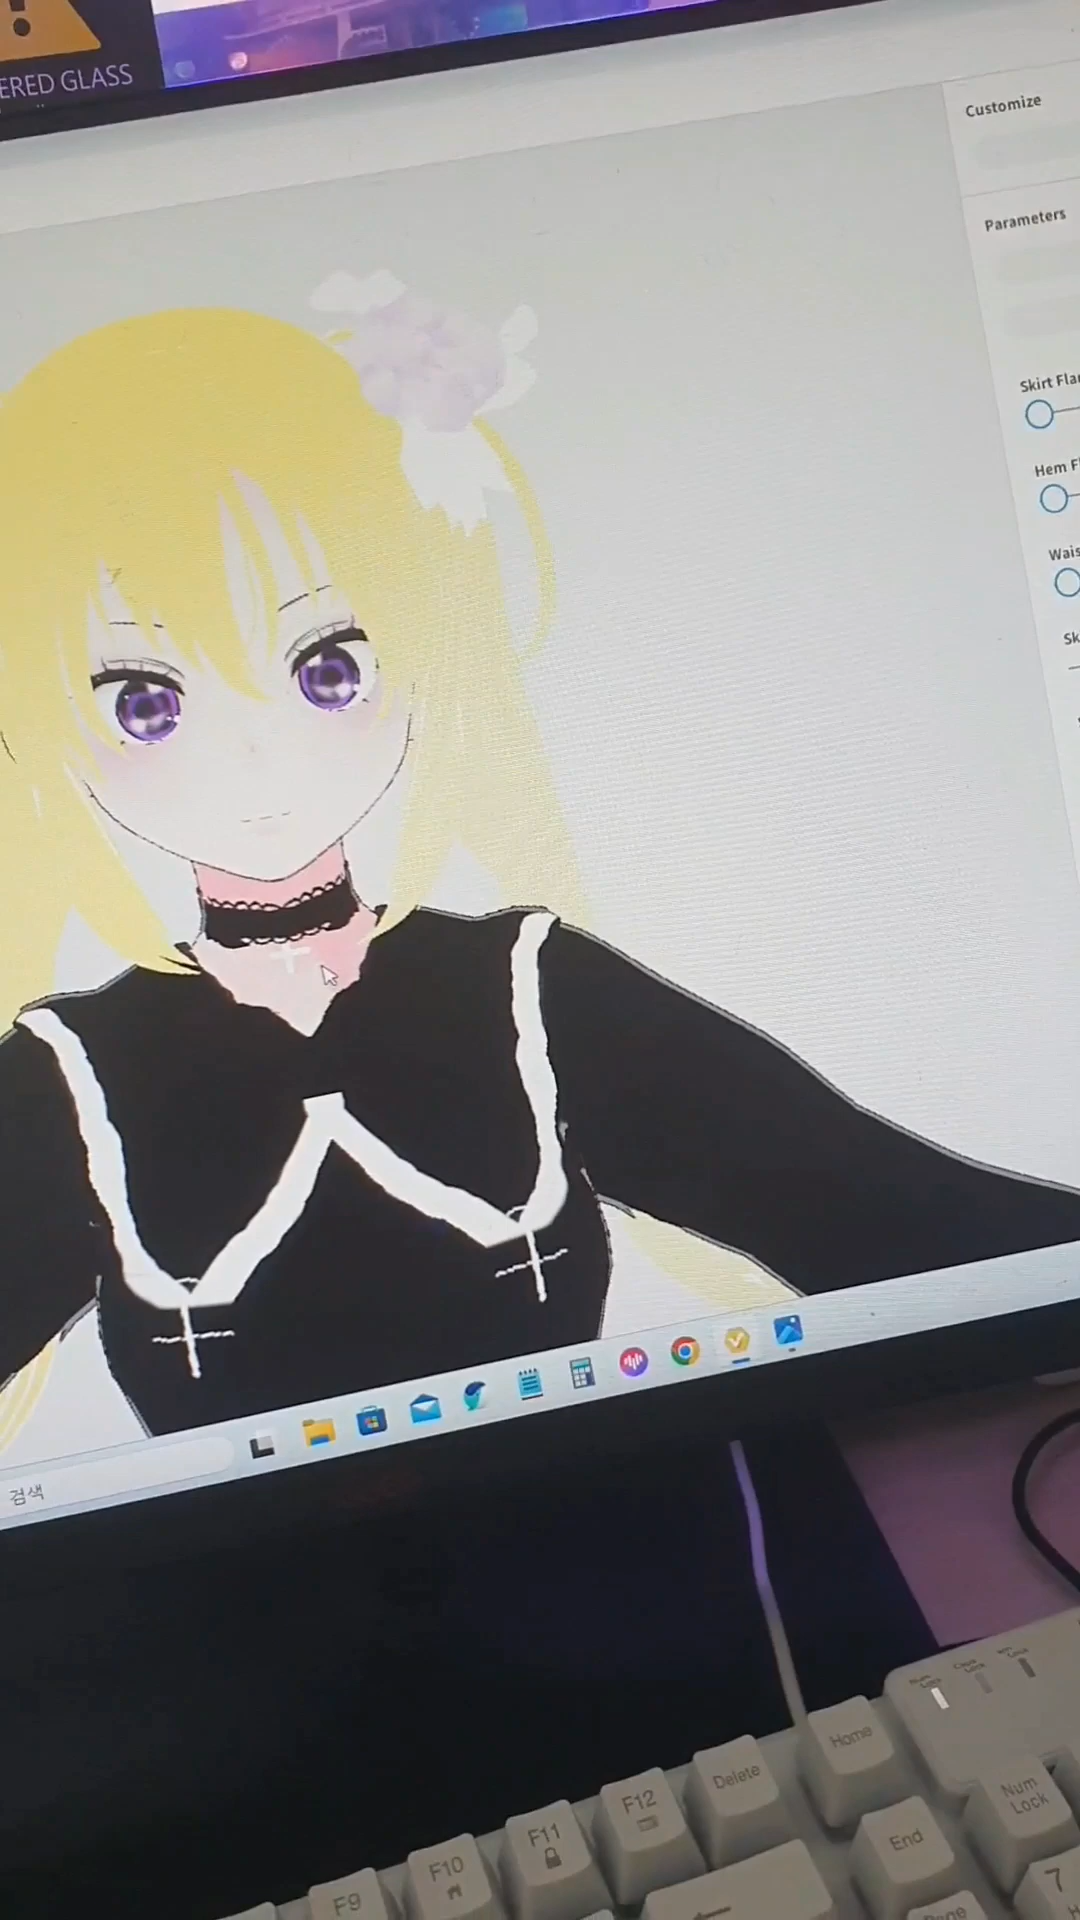 ERED GLASS
Customize
Parameters
Skirt Fla
Hem F
Wais
Sk
검색
Home
Delete
Num
Lock
F12
End
F11
F10
7
F9